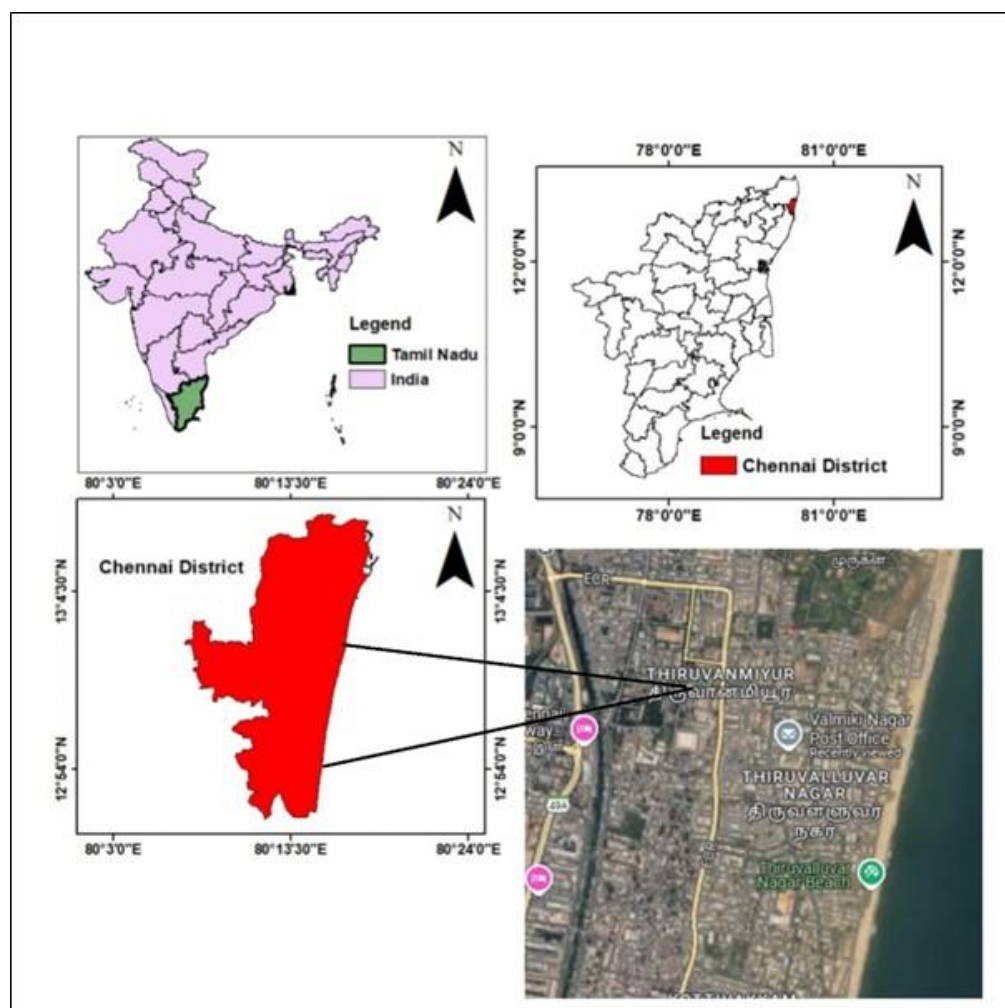 N
Legend
Tamil Nadu
India
78°0'0"E
81°0'0"E
N
12°0'0"N
12°0'0"N
9°0'0"N
9°0'0"N
Legend
Chennai District
78°0'0"E
81°0'0"E
80°3'0"E
80°13'30"E
80°24'0"E
N
Chennai District
13°4'30"N
13°4'30"N
12°54'0"N
12°54'0"N
80°3'0"E
80°13'30"E
80°24'0"E
ECR
THIRUVANMIYUR
திருவான்மியூர்
Valmiki Nagar
Post Office
Recently viewed
THIRUVALLUVAR
NAGAR
திருவள்ளுவர்
நகர்
49A
ECR
Thiruvalluvar
Nagar Beach